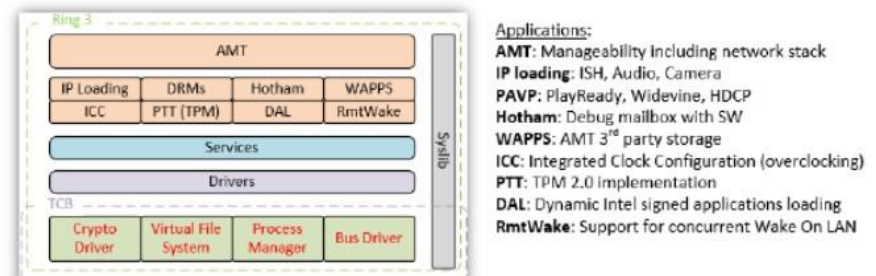 Ring 3
AMT
IP Loading DRMs Hotham WAPPS
ICC PTT (TPM) DAL RmtWake
Services
Drivers
TCB
Crypto Driver Virtual File System Process Manager Bus Driver
Syslib
Applications:
AMT: Manageability including network stack
IP loading: ISH, Audio, Camera
PAVP: PlayReady, Widevine, HDCP
Hotham: Debug mailbox with SW
WAPPS: AMT 3rd party storage
ICC: Integrated Clock Configuration (overclocking)
PTT: TPM 2.0 implementation
DAL: Dynamic Intel signed applications loading
RmtWake: Support for concurrent Wake On LAN